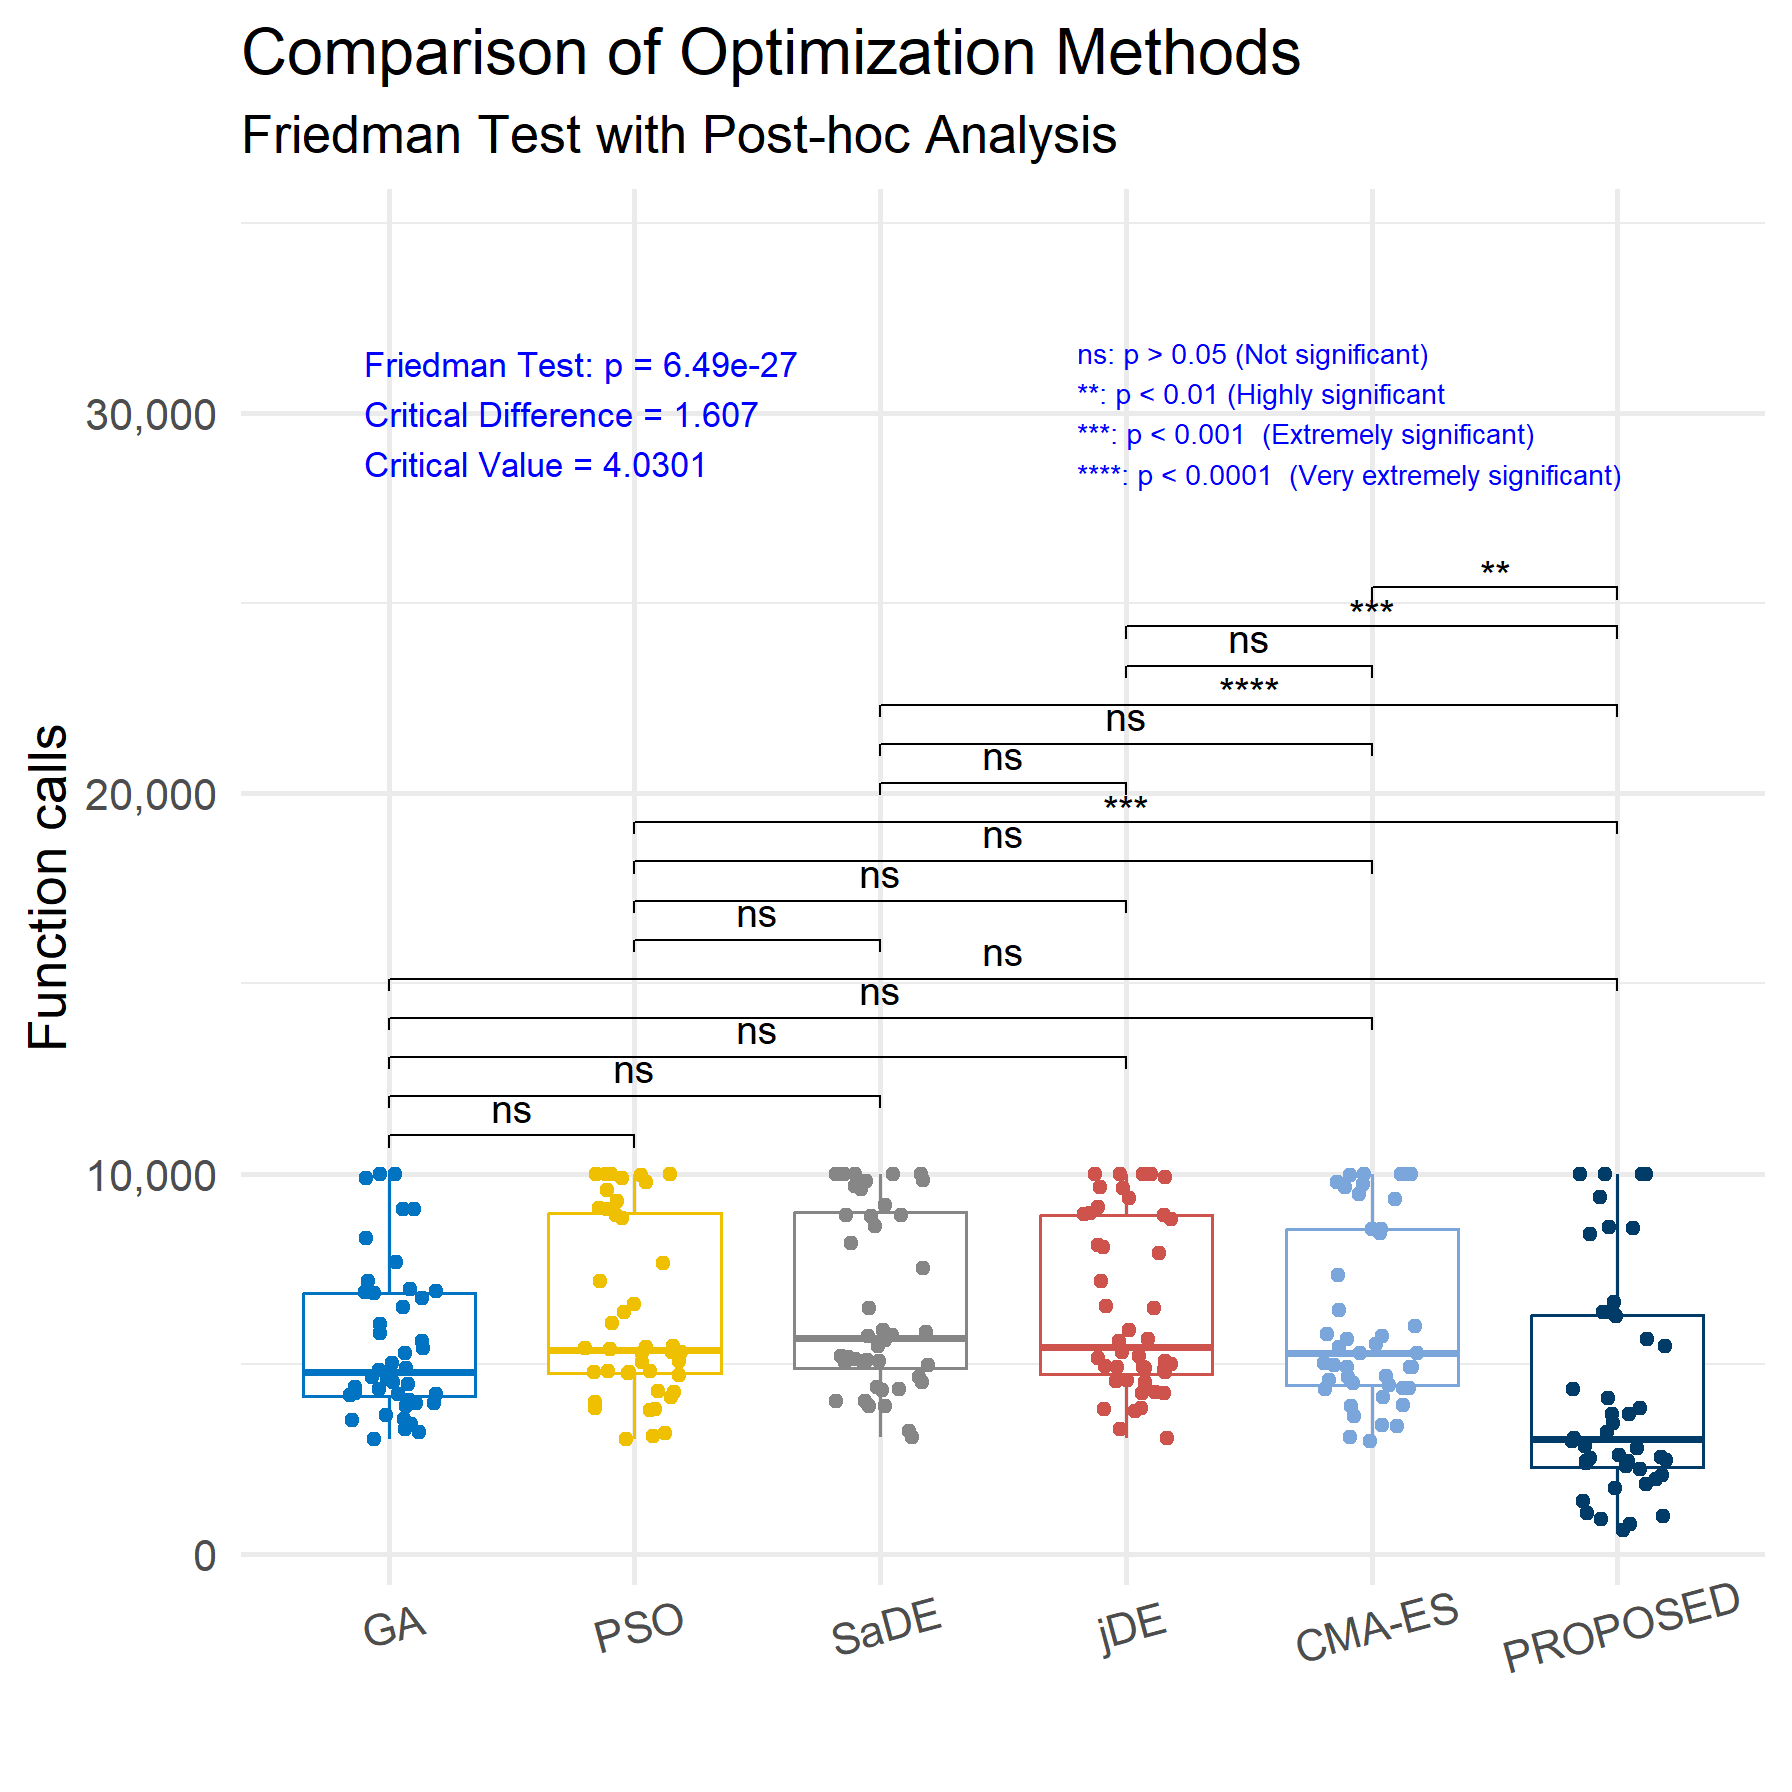 Comparison of Optimization Methods
Friedman Test with Post-hoc Analysis
Friedman Test: p = 6.49e-27
Critical Difference = 1.607
Critical Value = 4.0301
ns: p > 0.05 (Not significant)
**: p < 0.01 (Highly significant
***: p < 0.001  (Extremely significant)
****: p < 0.0001  (Very extremely significant)
Function calls
30,000
20,000
10,000
0
**
***
ns
****
ns
ns
***
ns
ns
ns
ns
ns
ns
ns
ns
GA
PSO
SaDE
jDE
CMA-ES
PROPOSED